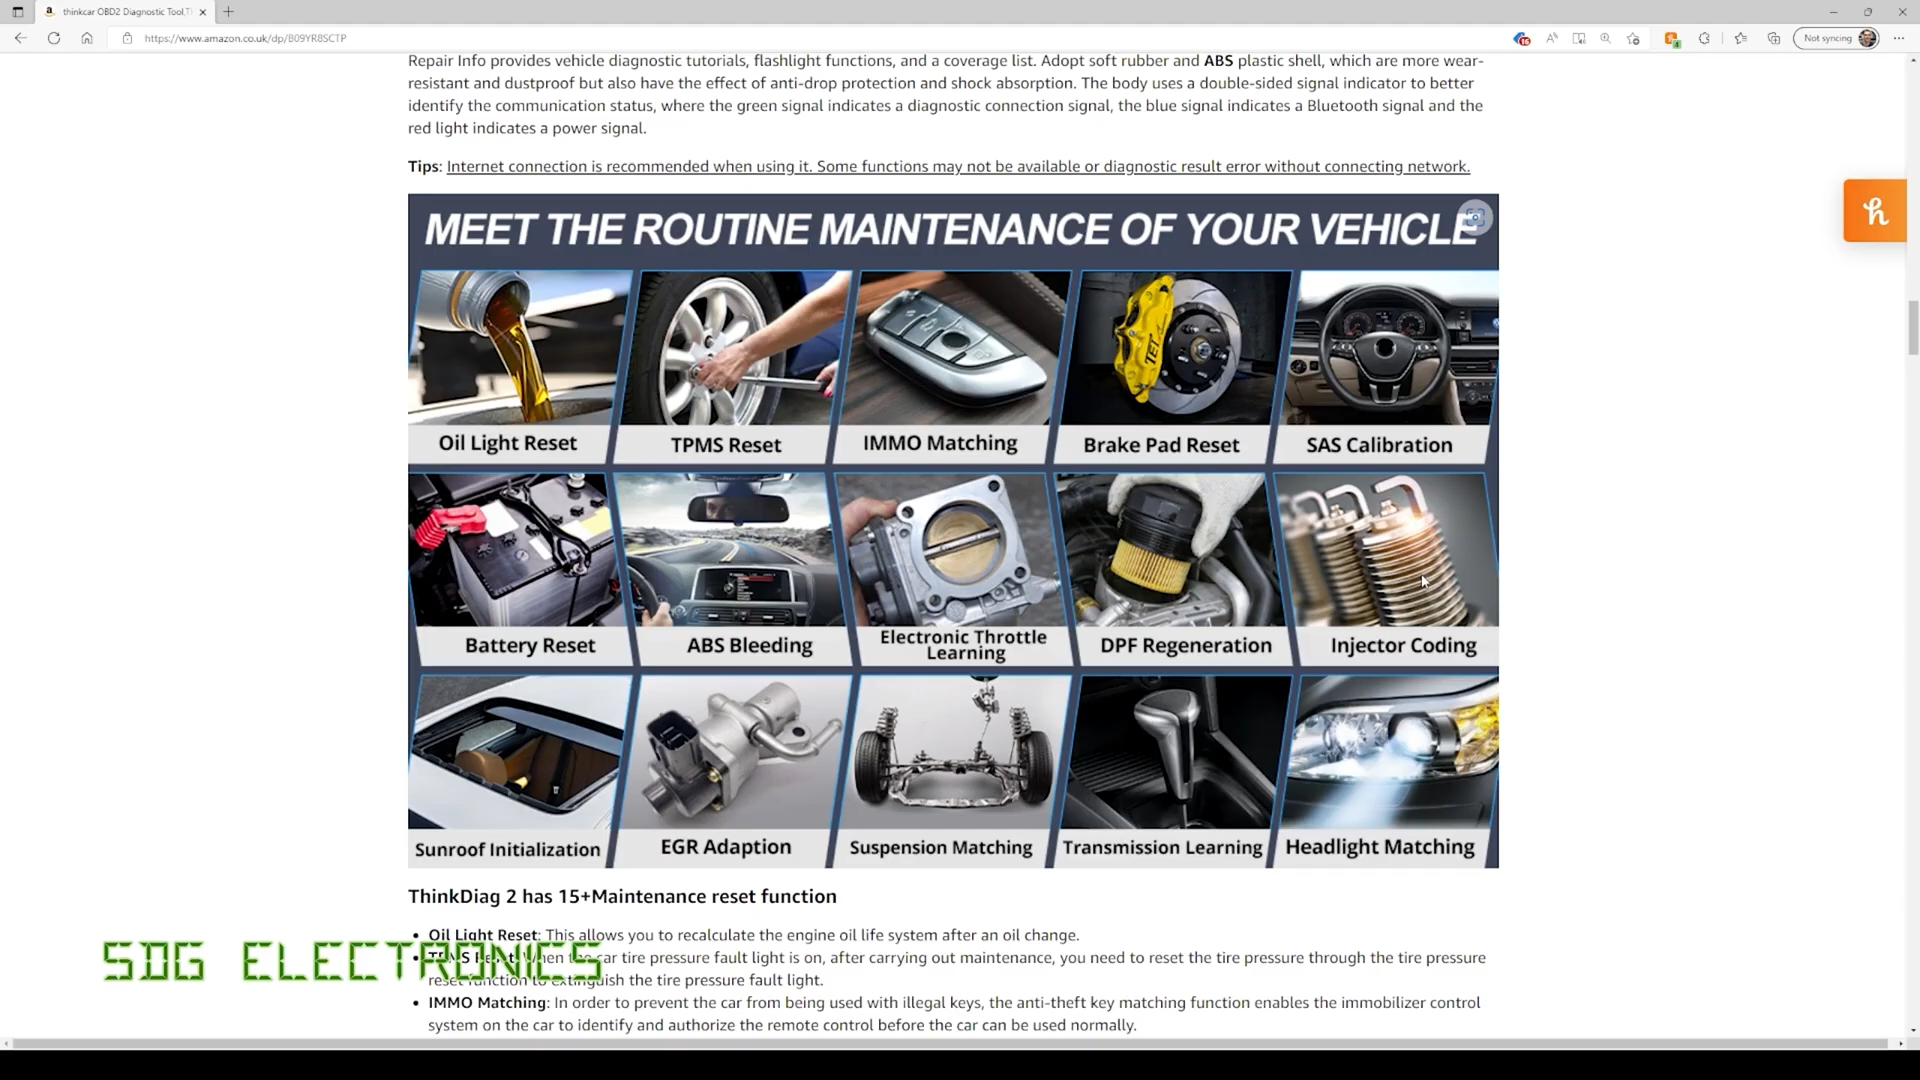 thinkcar OBD2 Diagnostic Tool,T
https://www.amazon.co.uk/dp/B09YR8SCTP
16
Not syncing
Repair Info provides vehicle diagnostic tutorials, flashlight functions, and a coverage list. Adopt soft rubber and ABS plastic shell, which are more wear-
resistant and dustproof but also have the effect of anti-drop protection and shock absorption. The body uses a double-sided signal indicator to better
identify the communication status, where the green signal indicates a diagnostic connection signal, the blue signal indicates a Bluetooth signal and the
red light indicates a power signal.
Tips: Internet connection is recommended when using it. Some functions may not be available or diagnostic result error without connecting network.
MEET THE ROUTINE MAINTENANCE OF YOUR VEHICLE
TET
Oil Light Reset
TPMS Reset
IMMO Matching
Brake Pad Reset
SAS Calibration
Battery Reset
ABS Bleeding
Electronic Throttle
Learning
DPF Regeneration
Injector Coding
Sunroof Initialization
EGR Adaption
Suspension Matching
Transmission Learning
Headlight Matching
ThinkDiag 2 has 15+Maintenance reset function
• Oil Light Reset: This allows you to recalculate the engine oil life system after an oil change.
• TPMS Reset: When the car tire pressure fault light is on, after carrying out maintenance, you need to reset the tire pressure through the tire pressure
reset function to extinguish the tire pressure fault light.
• IMMO Matching: In order to prevent the car from being used with illegal keys, the anti-theft key matching function enables the immobilizer control
system on the car to identify and authorize the remote control before the car can be used normally.
SDG ELECTRONICS